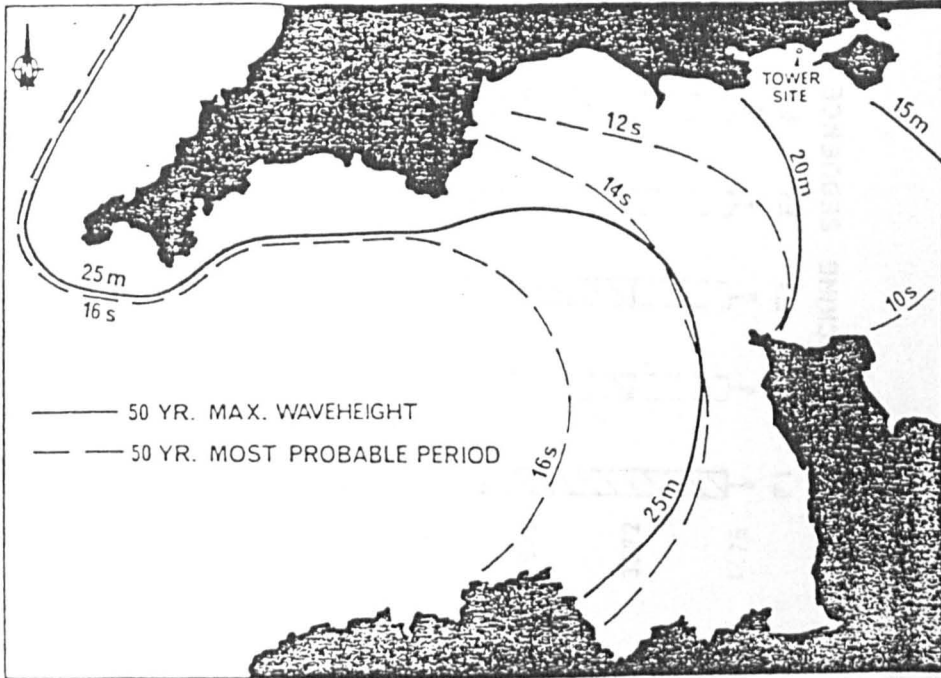 TOWER
SITE
15m
12s
20m
14s
10s
25m
16s
50 YR. MAX. WAVEHEIGHT
50 YR. MOST PROBABLE PERIOD
16s
25m